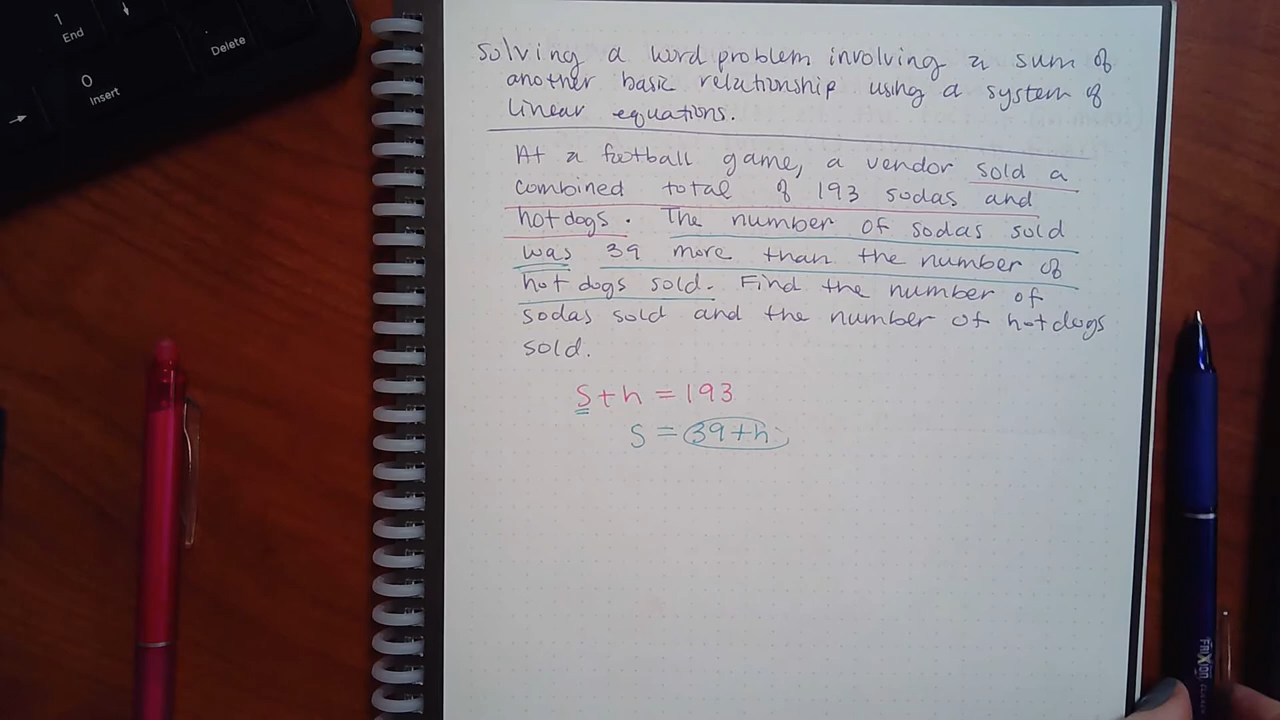 1
End
↓
Delete
0
Insert
→
solving a word problem involving a sum of
another basic relationship using a system of
linear equations.
At a football game, a vendor sold a
combined total of 193 sodas and
hotdogs. The number of sodas sold
was 39 more than the number of
hot dogs sold. Find the number of
sodas sold and the number of hotdogs
sold.
S+h=193
S=39+h
FRIXION